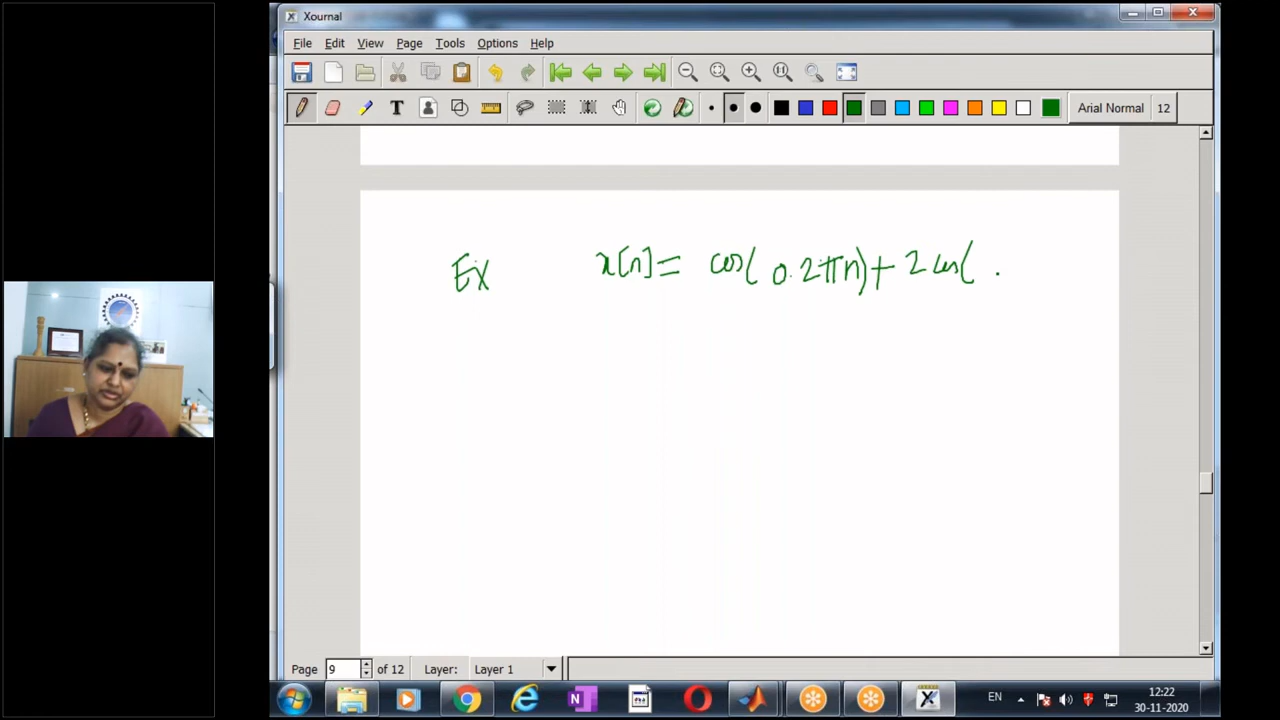 Xournal
File Edit View Page Tools Options Help
Arial Normal 12
EX x[n] = cos( 0.2πn) + 2 cos( .
Page 9 of 12 Layer: Layer 1
EN 12:22
30-11-2020